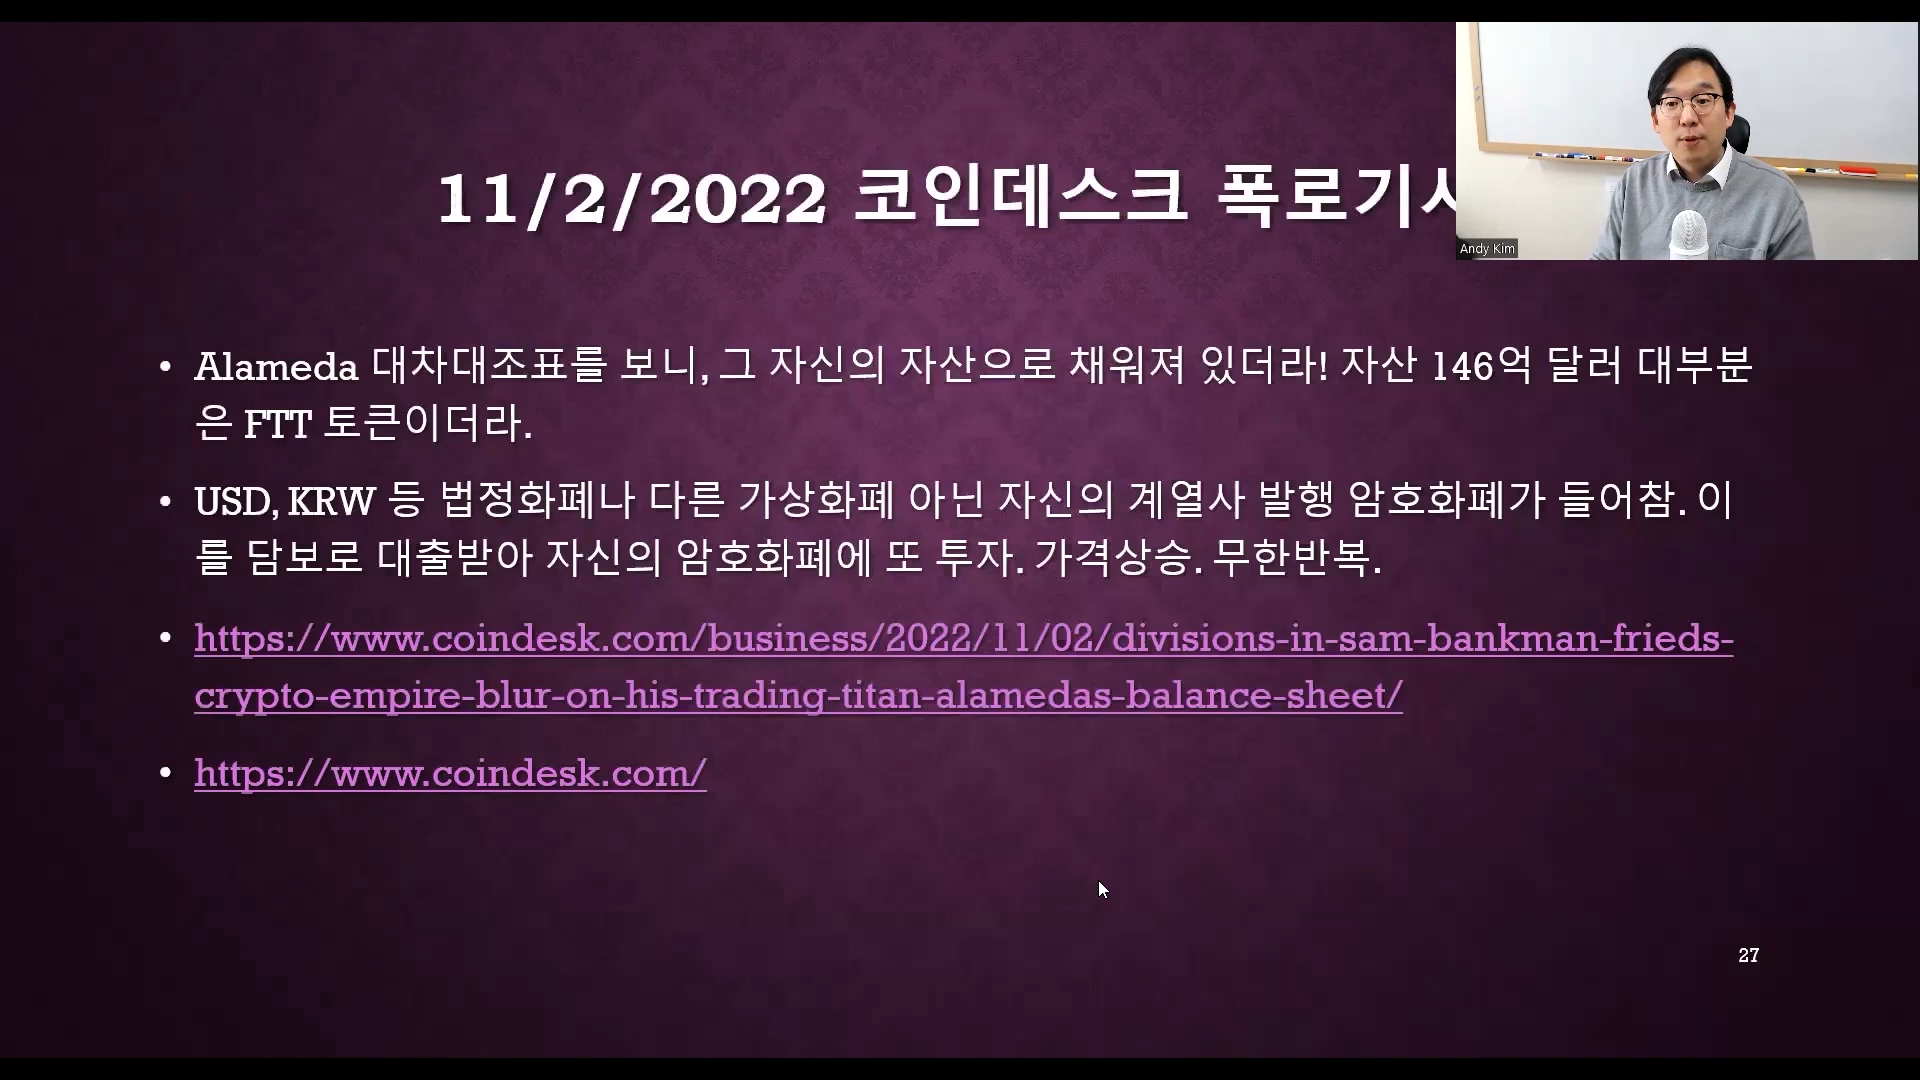 11/2/2022 코인데스크 폭로기사
Andy Kim
• Alameda 대차대조표를 보니, 그 자신의 자산으로 채워져 있더라! 자산 146억 달러 대부분
은 FTT 토큰이더라.
• USD, KRW 등 법정화폐나 다른 가상화폐 아닌 자신의 계열사 발행 암호화폐가 들어참. 이
를 담보로 대출받아 자신의 암호화폐에 또 투자. 가격상승. 무한반복.
• https://www.coindesk.com/business/2022/11/02/divisions-in-sam-bankman-frieds-
crypto-empire-blur-on-his-trading-titan-alamedas-balance-sheet/
• https://www.coindesk.com/
27